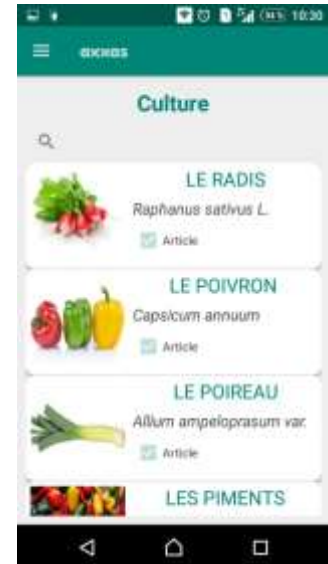 10:30
axxas
Culture
LE RADIS
Raphanus sativus L.
Article
LE POIVRON
Capsicum annuum
Article
LE POIREAU
Allium ampeloprasum var.
Article
LES PIMENTS